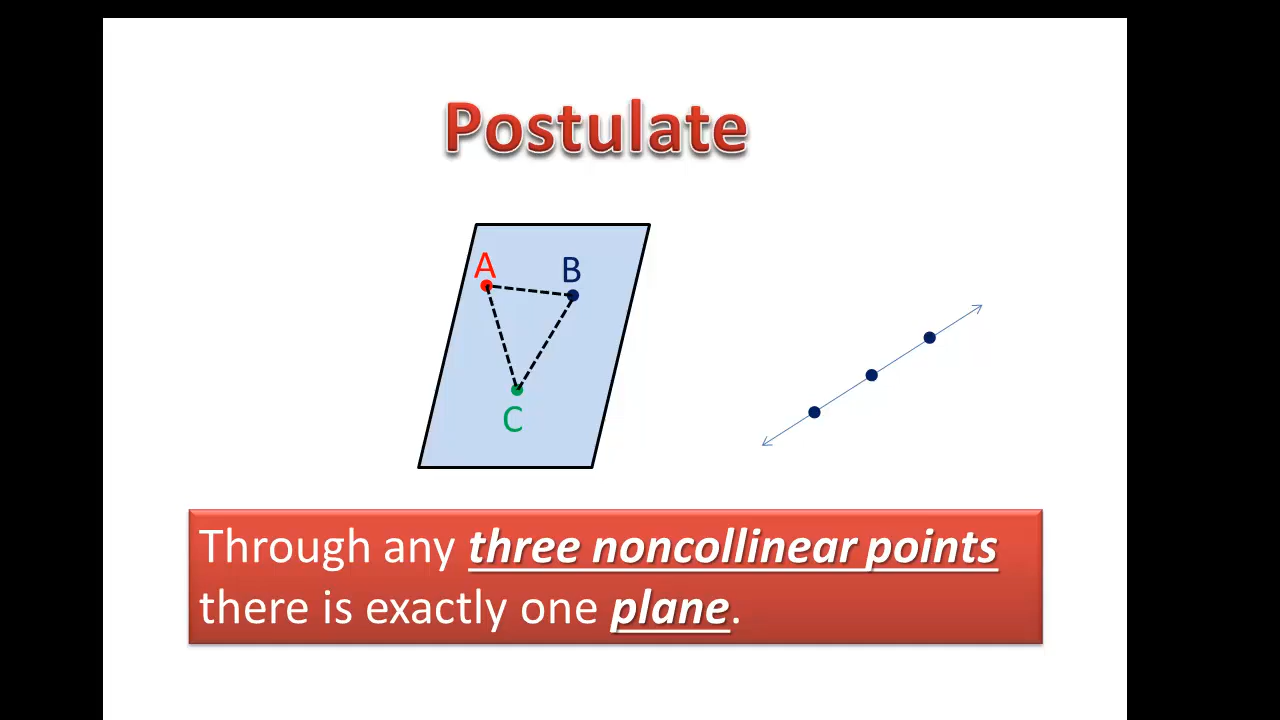 Postulate
A
B
C
Through any three noncollinear points
there is exactly one plane.